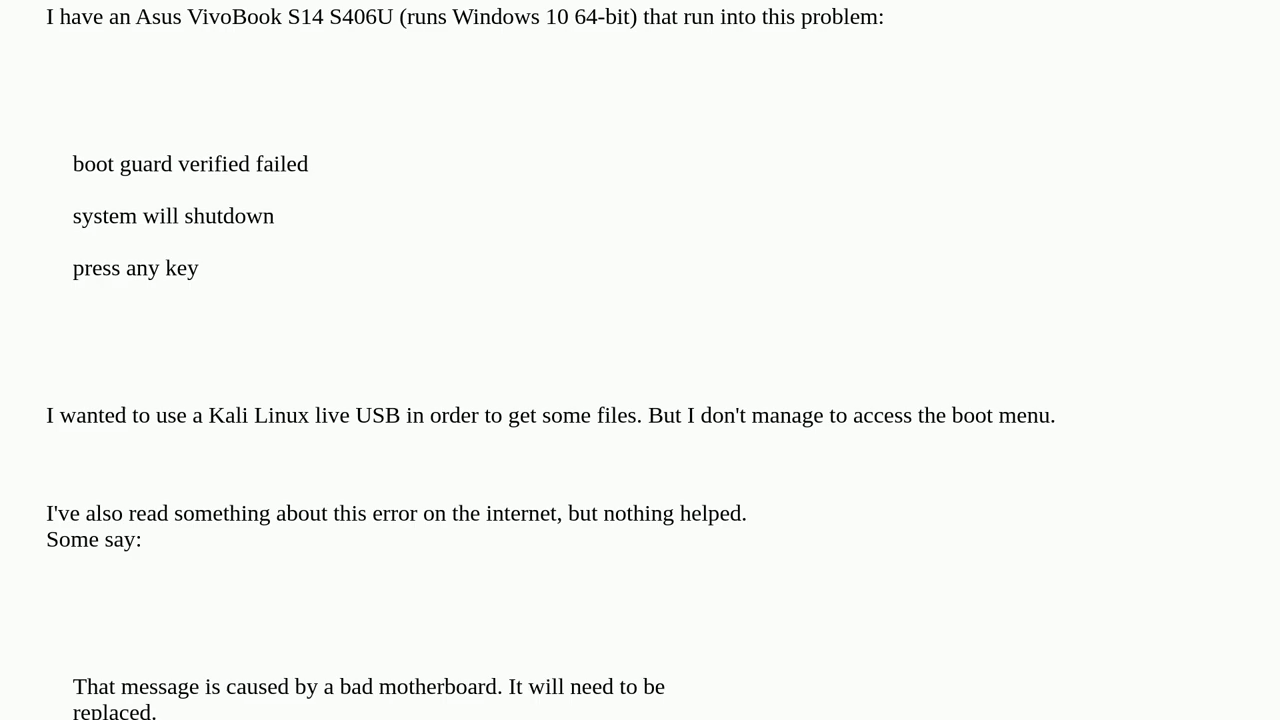 I have an Asus VivoBook S14 S406U (runs Windows 10 64-bit) that run into this problem:
boot guard verified failed
system will shutdown
press any key
I wanted to use a Kali Linux live USB in order to get some files. But I don't manage to access the boot menu.
I've also read something about this error on the internet, but nothing helped.
Some say:
That message is caused by a bad motherboard. It will need to be
replaced.